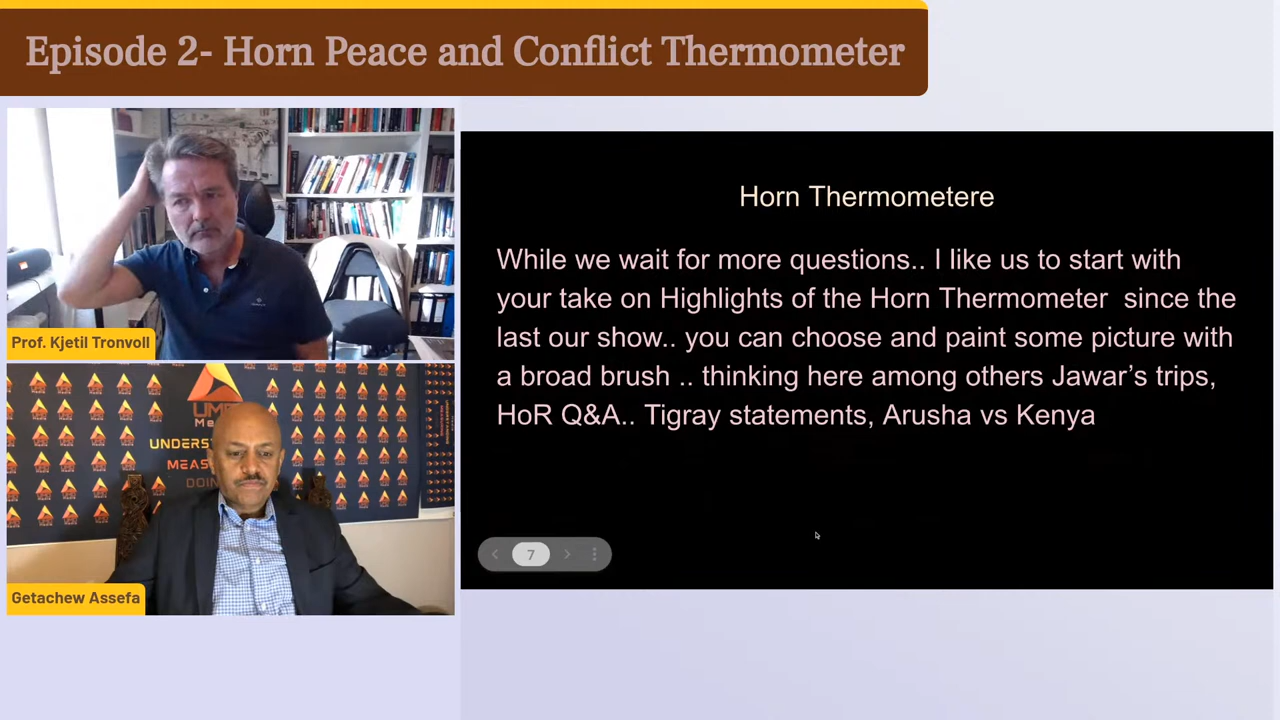 Episode 2- Horn Peace and Conflict Thermometer
Prof. Kjetil Tronvoll
UNDERS
MEAS
DOIN
Getachew Assefa
Horn Thermometere
While we wait for more questions.. I like us to start with
your take on Highlights of the Horn Thermometer since the
last our show.. you can choose and paint some picture with
a broad brush .. thinking here among others Jawar’s trips,
HoR Q&A.. Tigray statements, Arusha vs Kenya
7